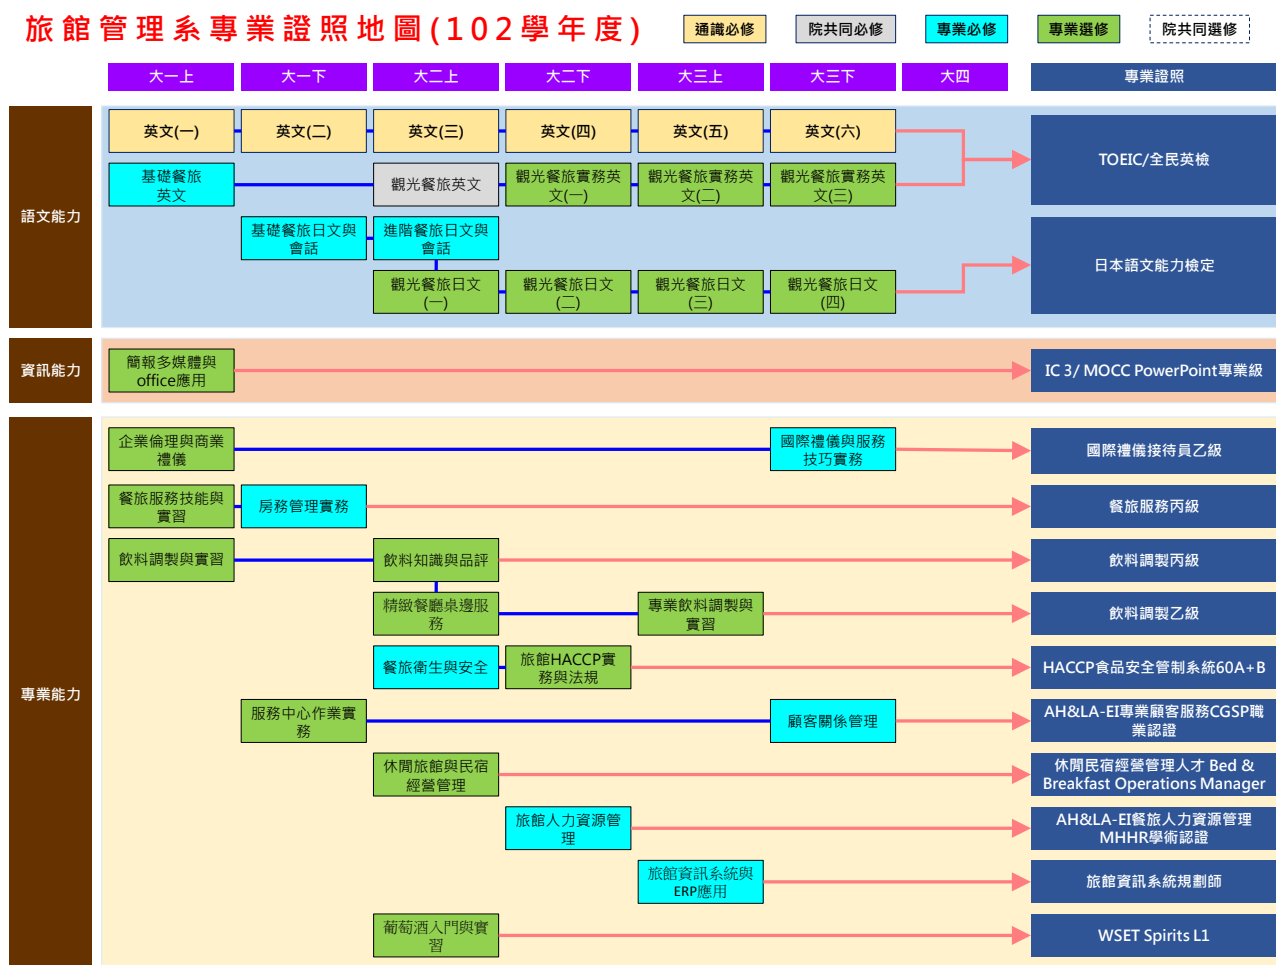 旅館管理系專業證照地圖(102學年度)
通識必修
院共同必修
專業必修
專業選修
院共同選修
大一上
大一下
大二上
大二下
大三上
大三下
大四
專業證照
語文能力
英文(一)
英文(二)
英文(三)
英文(四)
英文(五)
英文(六)
TOEIC/全民英檢
基礎餐旅
英文
觀光餐旅英文
觀光餐旅實務英
文(一)
觀光餐旅實務英
文(二)
觀光餐旅實務英
文(三)
基礎餐旅日文與
會話
進階餐旅日文與
會話
日本語文能力檢定
觀光餐旅日文
(一)
觀光餐旅日文
(二)
觀光餐旅日文
(三)
觀光餐旅日文
(四)
資訊能力
簡報多媒體與
office應用
IC 3/ MOCC PowerPoint專業級
專業能力
企業倫理與商業
禮儀
國際禮儀與服務
技巧實務
國際禮儀接待員乙級
餐旅服務技能與
實習
房務管理實務
餐旅服務丙級
飲料調製與實習
飲料知識與品評
飲料調製丙級
精緻餐廳桌邊服
務
專業飲料調製與
實習
飲料調製乙級
餐旅衛生與安全
旅館HACCP實
務與法規
HACCP食品安全管制系統60A+B
服務中心作業實
務
顧客關係管理
AH&LA-EI專業顧客服務CGSP職
業認證
休閒旅館與民宿
經營管理
休閒民宿經營管理人才 Bed &
Breakfast Operations Manager
旅館人力資源管
理
AH&LA-EI餐旅人力資源管理
MHHR學術認證
旅館資訊系統與
ERP應用
旅館資訊系統規劃師
葡萄酒入門與實
習
WSET Spirits L1